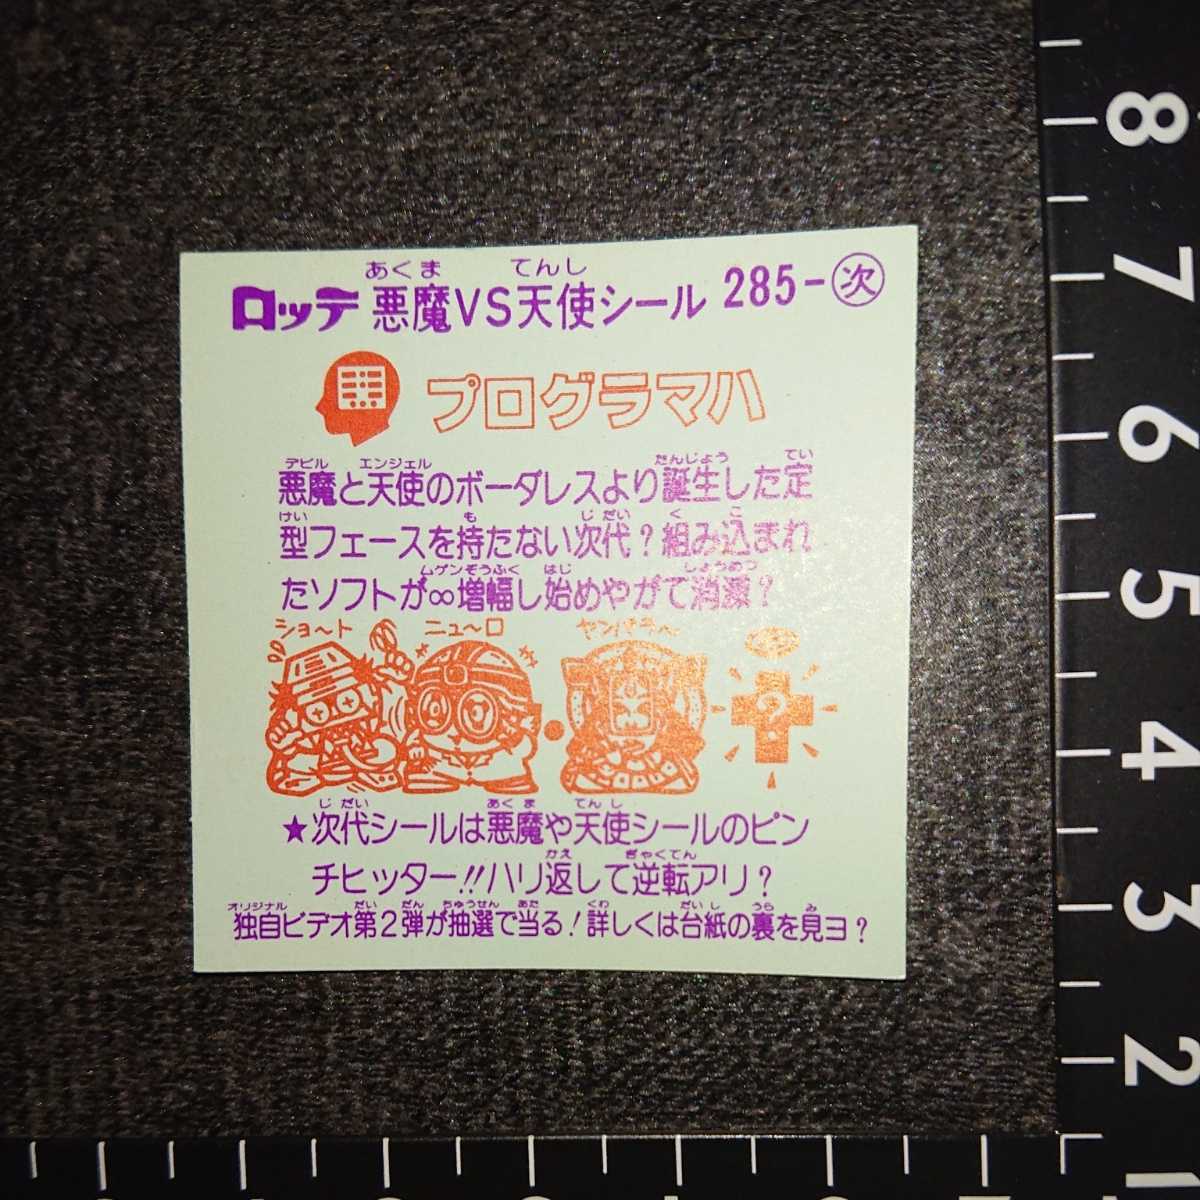 ロッテ 悪魔VS天使シール 285-次
あくま てんし
プログラマハ
デビル エンジェル たんじょう てい
悪魔と天使のボーダレスより誕生した定
けい も じだい く こ
型フェースを持たない次代？組み込まれ
ムゲンぞうふく はじ しょうめつ
たソフトが∞増幅し始めやがて消滅？
ショ〜ト ニュ〜ロ
?
じだい あくま てんし
★次代シールは悪魔や天使シールのピン
かえ ぎゃくてん
チヒッター!!ハリ返して逆転アリ？
オリジナル だい だん ちゅうせん あた くわ だいし うら み
独自ビデオ第2弾が抽選で当る！詳しくは台紙の裏を見ヨ？
8
7
6
5
4
3
2
1